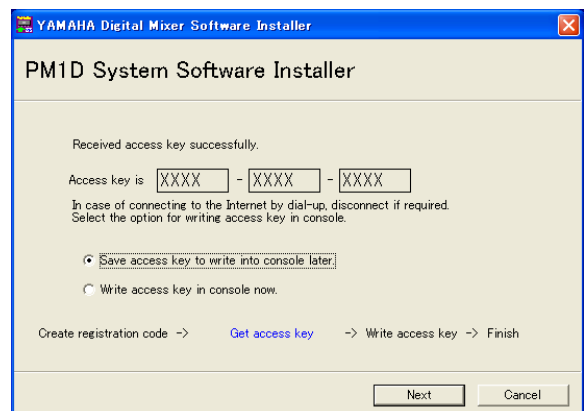 YAMAHA Digital Mixer Software Installer
PM1D System Software Installer
Received access key successfully.
Access key is XXXX - XXXX - XXXX
In case of connecting to the Internet by dial-up, disconnect if required.
Select the option for writing access key in console.
Save access key to write into console later.
Write access key in console now.
Create registration code -> Get access key -> Write access key -> Finish
Next Cancel